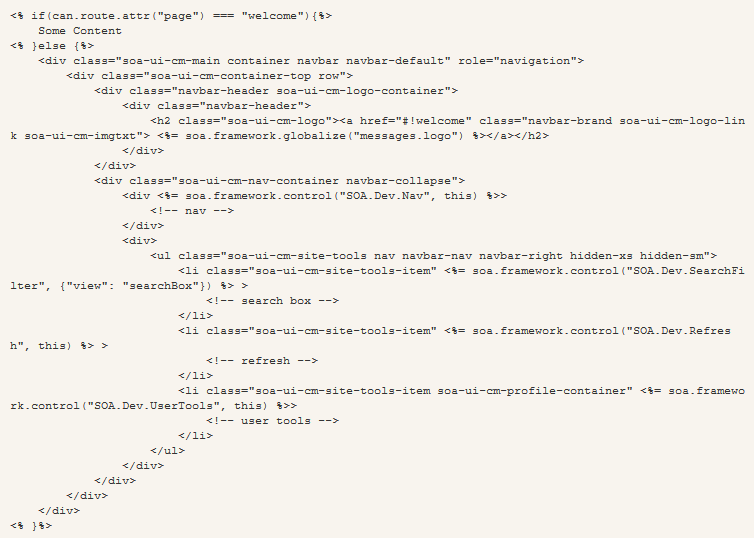 <% if(can.route.attr("page") === "welcome"){%>
    Some Content
<% }else {%>
    <div class="soa-ui-cm-main container navbar navbar-default" role="navigation">
        <div class="soa-ui-cm-container-top row">
            <div class="navbar-header soa-ui-cm-logo-container">
                <div class="navbar-header">
                    <h2 class="soa-ui-cm-logo"><a href="#!welcome" class="navbar-brand soa-ui-cm-logo-lin
k soa-ui-cm-imgtxt"> <%= soa.framework.globalize("messages.logo") %></a></h2>
                </div>
            </div>
            <div class="soa-ui-cm-nav-container navbar-collapse">
                <div <%= soa.framework.control("SOA.Dev.Nav", this) %>>
                    <!-- nav -->
                </div>
                <div>
                    <ul class="soa-ui-cm-site-tools nav navbar-nav navbar-right hidden-xs hidden-sm">
                        <li class="soa-ui-cm-site-tools-item" <%= soa.framework.control("SOA.Dev.SearchFi
lter", {"view": "searchBox"}) %> >
                            <!-- search box -->
                        </li>
                        <li class="soa-ui-cm-site-tools-item" <%= soa.framework.control("SOA.Dev.Refres
h", this) %> >
                            <!-- refresh -->
                        </li>
                        <li class="soa-ui-cm-site-tools-item soa-ui-cm-profile-container" <%= soa.framewo
rk.control("SOA.Dev.UserTools", this) %>>
                            <!-- user tools -->
                        </li>
                    </ul>
                </div>
            </div>
        </div>
    </div>
<% }%>